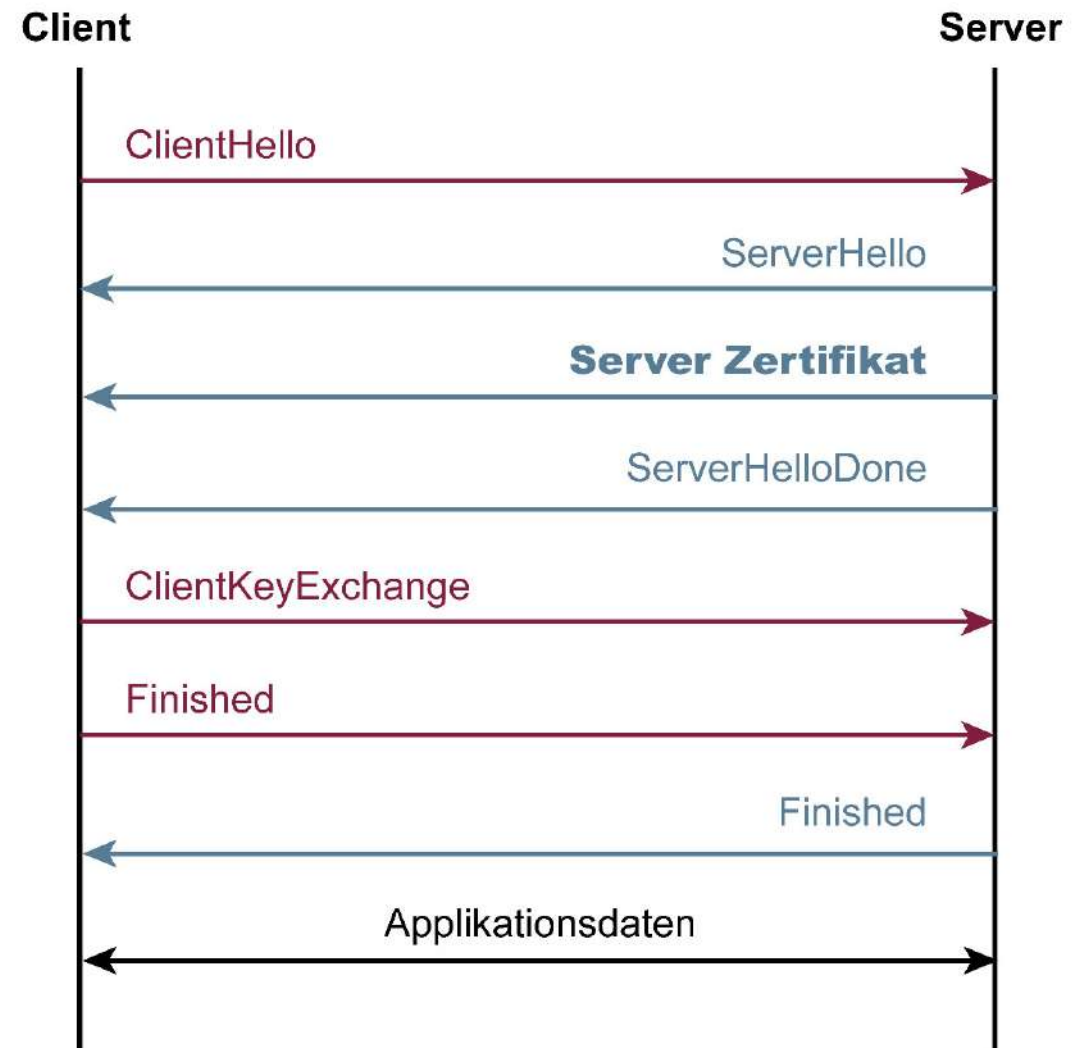 Client
Server
ClientHello
ServerHello
Server Zertifikat
ServerHelloDone
ClientKeyExchange
Finished
Finished
Applikationsdaten